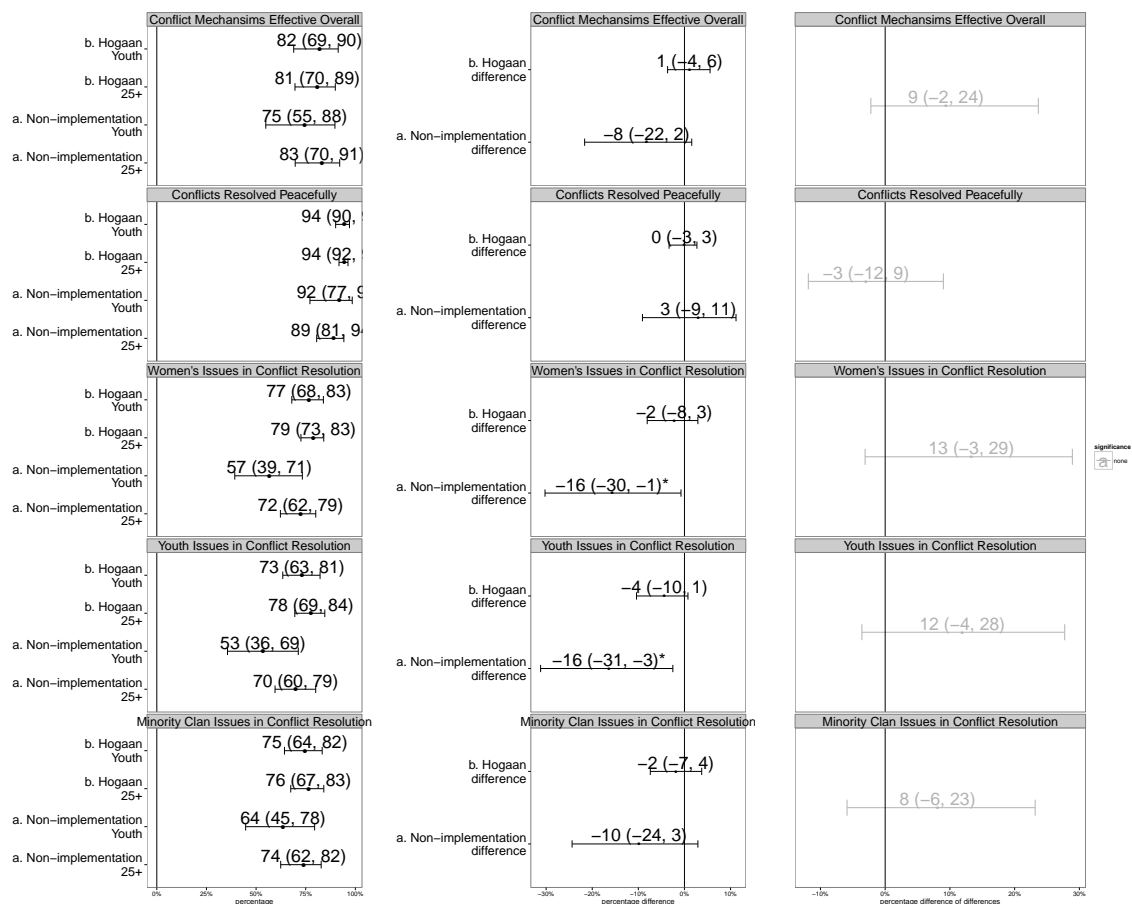 Conflict Mechansims Effective Overall
b. Hogaan
Youth
82 (69, 90)
b. Hogaan
25+
81 (70, 89)
a. Non−implementation
Youth
75 (55, 88)
a. Non−implementation
25+
83 (70, 91)
Conflicts Resolved Peacefully
b. Hogaan
Youth
94 (90,
b. Hogaan
25+
94 (92,
a. Non−implementation
Youth
92 (77, 9
a. Non−implementation
25+
89 (81, 94
Women's Issues in Conflict Resolution
b. Hogaan
Youth
77 (68, 83)
b. Hogaan
25+
79 (73, 83)
a. Non−implementation
Youth
57 (39, 71)
a. Non−implementation
25+
72 (62, 79)
Youth Issues in Conflict Resolution
b. Hogaan
Youth
73 (63, 81)
b. Hogaan
25+
78 (69, 84)
a. Non−implementation
Youth
53 (36, 69)
a. Non−implementation
25+
70 (60, 79)
Minority Clan Issues in Conflict Resolution
b. Hogaan
Youth
75 (64, 82)
b. Hogaan
25+
76 (67, 83)
a. Non−implementation
Youth
64 (45, 78)
a. Non−implementation
25+
74 (62, 82)
0% 25% 50% 75% 100%
percentage
Conflict Mechansims Effective Overall
b. Hogaan
difference
1 (−4, 6)
a. Non−implementation
difference
−8 (−22, 2)
Conflicts Resolved Peacefully
b. Hogaan
difference
0 (−3, 3)
a. Non−implementation
difference
3 (−9, 11)
Women's Issues in Conflict Resolution
b. Hogaan
difference
−2 (−8, 3)
a. Non−implementation
difference
−16 (−30, −1)*
Youth Issues in Conflict Resolution
b. Hogaan
difference
−4 (−10, 1)
a. Non−implementation
difference
−16 (−31, −3)*
Minority Clan Issues in Conflict Resolution
b. Hogaan
difference
−2 (−7, 4)
a. Non−implementation
difference
−10 (−24, 3)
−30% −20% −10% 0% 10%
percentage difference
Conflict Mechansims Effective Overall
9 (−2, 24)
Conflicts Resolved Peacefully
−3 (−12, 9)
Women's Issues in Conflict Resolution
13 (−3, 29)
Youth Issues in Conflict Resolution
12 (−4, 28)
Minority Clan Issues in Conflict Resolution
8 (−6, 23)
−10% 0% 10% 20% 30%
percentage difference of differences
significance
a none